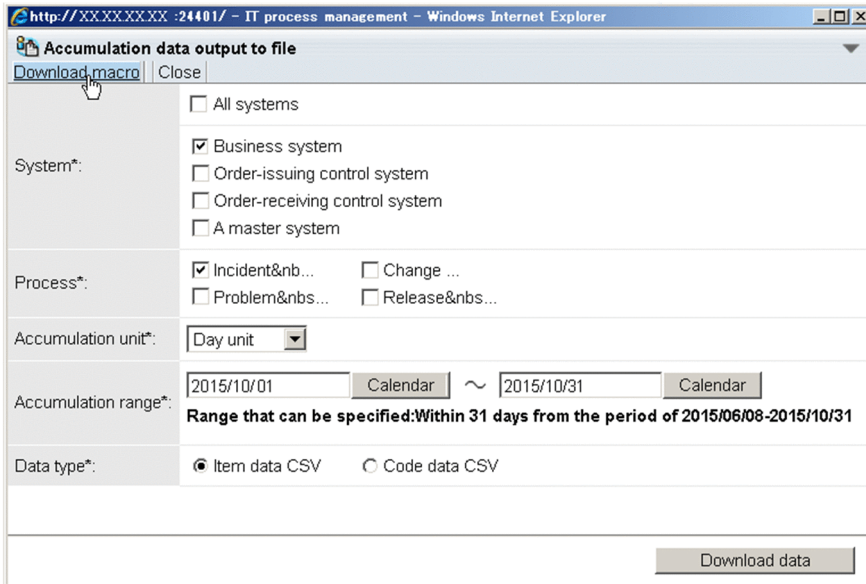 http://XX.XX.XX.XX :24401/ - IT process management - Windows Internet Explorer
Accumulation data output to file
Download macro Close
All systems
System*:
Business system
Order-issuing control system
Order-receiving control system
A master system
Process*:
Incident&nb... Change ...
Problem&nbs... Release&nbs...
Accumulation unit*: Day unit
Accumulation range*:
2015/10/01 Calendar ~ 2015/10/31 Calendar
Range that can be specified:Within 31 days from the period of 2015/06/08-2015/10/31
Data type*: Item data CSV Code data CSV
Download data